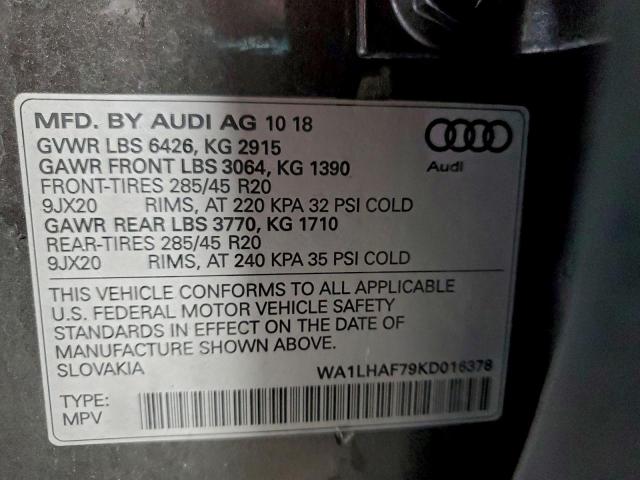 MFD. BY AUDI AG 10 18
GVWR LBS 6426, KG 2915
GAWR FRONT LBS 3064, KG 1390
FRONT-TIRES 285/45 R20
9JX20 RIMS, AT 220 KPA 32 PSI COLD
GAWR REAR LBS 3770, KG 1710
REAR-TIRES 285/45 R20
9JX20 RIMS, AT 240 KPA 35 PSI COLD
Audi
THIS VEHICLE CONFORMS TO ALL APPLICABLE
U.S. FEDERAL MOTOR VEHICLE SAFETY
STANDARDS IN EFFECT ON THE DATE OF
MANUFACTURE SHOWN ABOVE.
SLOVAKIA WA1LHAF79KD016378
TYPE:
MPV